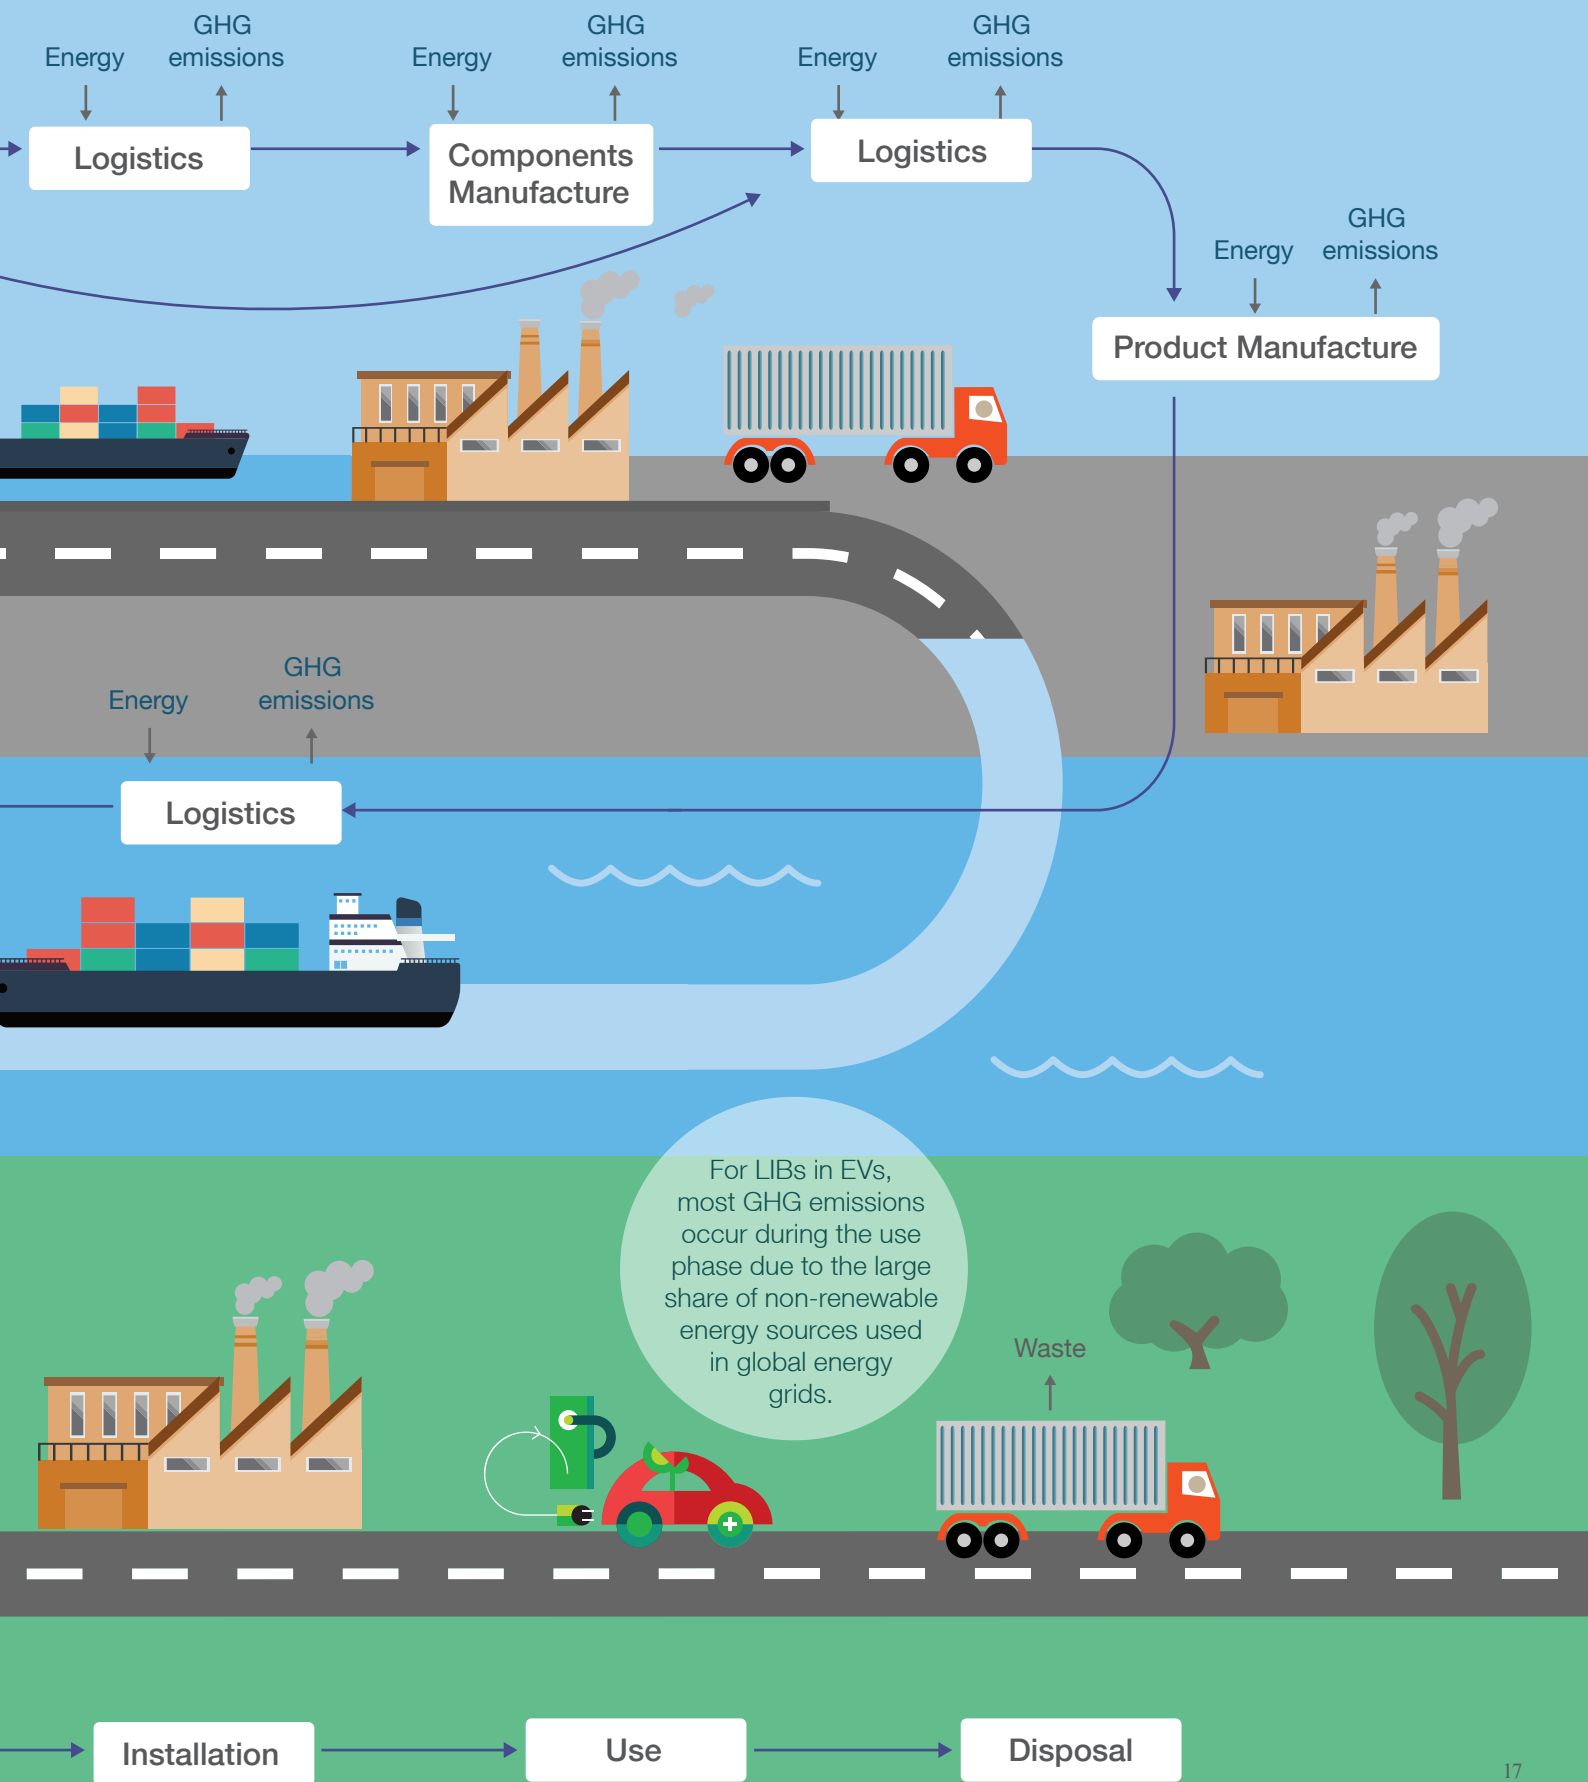 Energy
GHG
emissions
Energy
GHG
emissions
Energy
GHG
emissions
Logistics
Components
Manufacture
Logistics
Energy
GHG
emissions
Product Manufacture
Energy
GHG
emissions
Logistics
For LIBs in EVs,
most GHG emissions
occur during the use
phase due to the large
share of non-renewable
energy sources used
in global energy
grids.
Waste
Installation
Use
Disposal
17